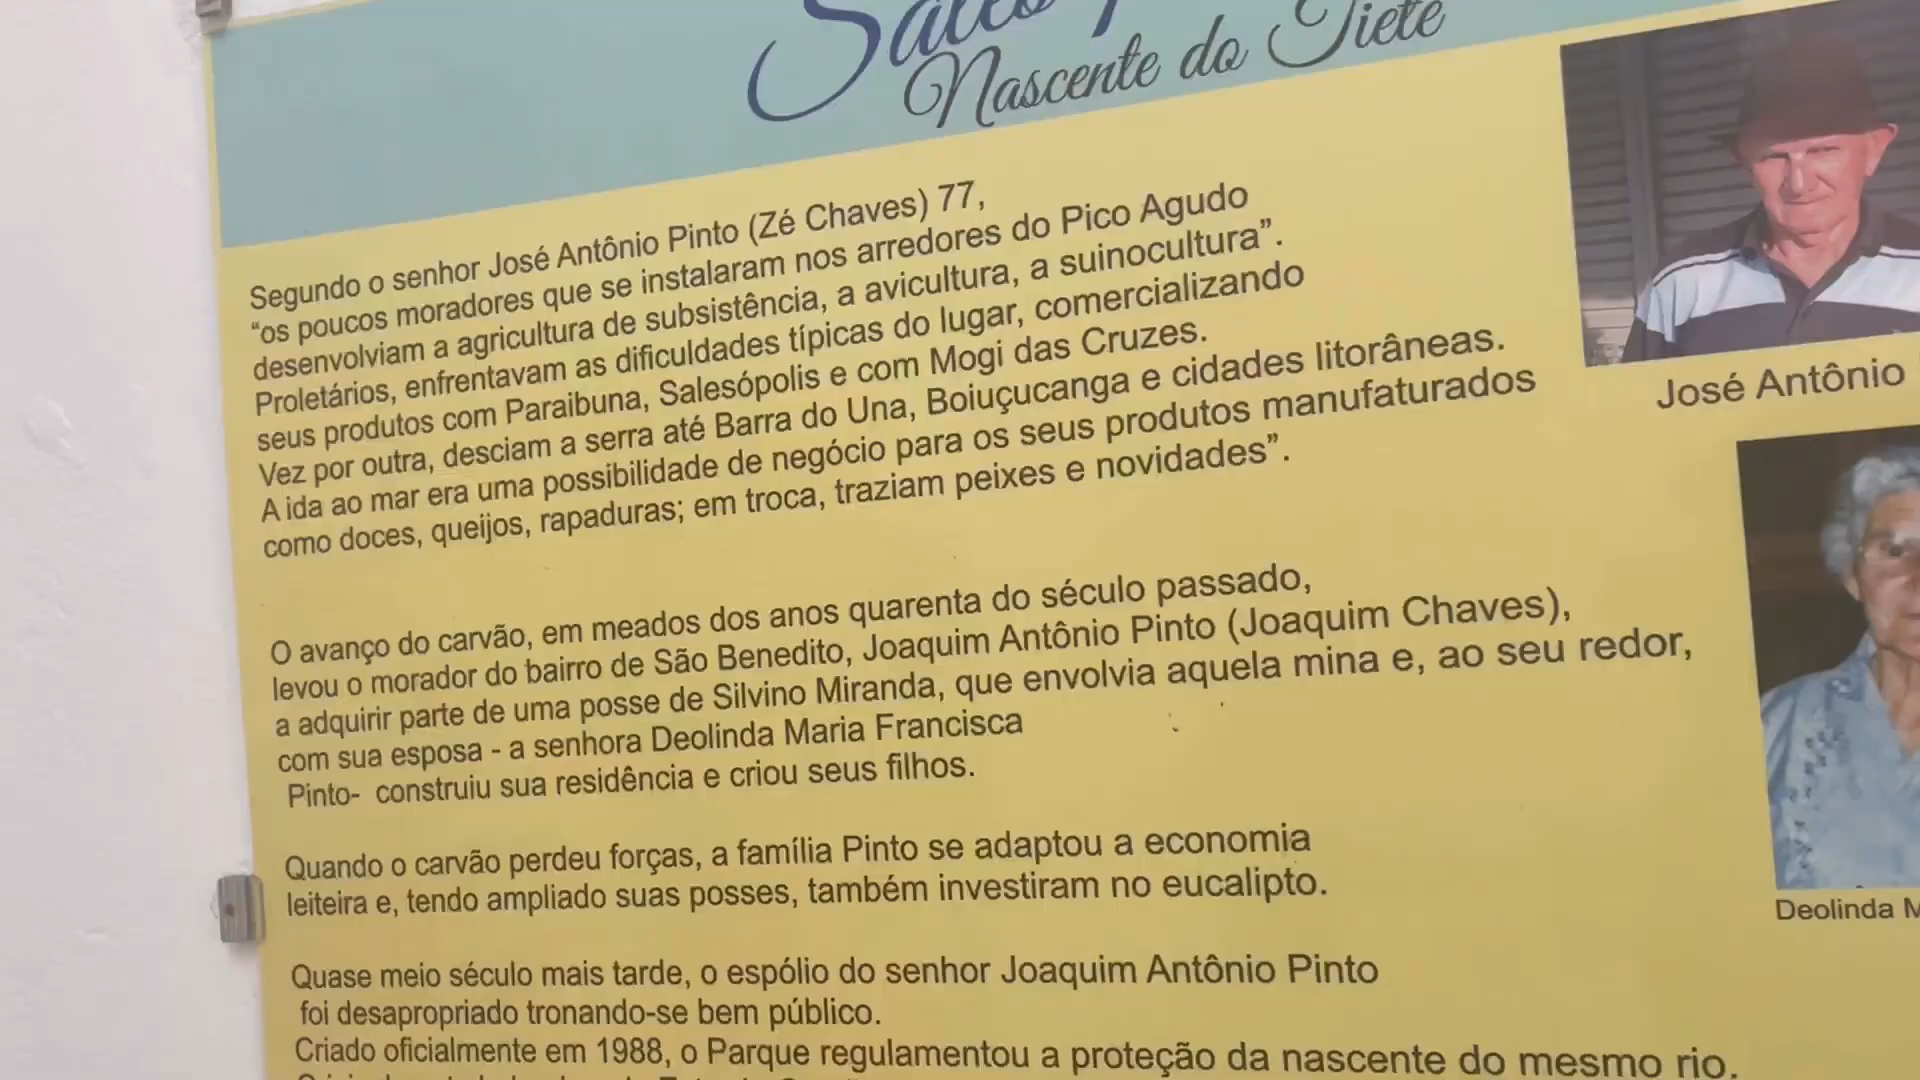 Nascente do Tietê
Segundo o senhor José Antônio Pinto (Zé Chaves) 77,
“os poucos moradores que se instalaram nos arredores do Pico Agudo
desenvolviam a agricultura de subsistência, a avicultura, a suinocultura”.
Proletários, enfrentavam as dificuldades típicas do lugar, comercializando
seus produtos com Paraibuna, Salesópolis e com Mogi das Cruzes.
Vez por outra, desciam a serra até Barra do Una, Boiuçucanga e cidades litorâneas.
A ida ao mar era uma possibilidade de negócio para os seus produtos manufaturados
como doces, queijos, rapaduras; em troca, traziam peixes e novidades”.
José Antônio
O avanço do carvão, em meados dos anos quarenta do século passado,
levou o morador do bairro de São Benedito, Joaquim Antônio Pinto (Joaquim Chaves),
a adquirir parte de uma posse de Silvino Miranda, que envolvia aquela mina e, ao seu redor,
com sua esposa - a senhora Deolinda Maria Francisca
Pinto- construiu sua residência e criou seus filhos.
Quando o carvão perdeu forças, a família Pinto se adaptou a economia
leiteira e, tendo ampliado suas posses, também investiram no eucalipto.
Deolinda M
Quase meio século mais tarde, o espólio do senhor Joaquim Antônio Pinto
foi desapropriado tronando-se bem público.
Criado oficialmente em 1988, o Parque regulamentou a proteção da nascente do mesmo rio.